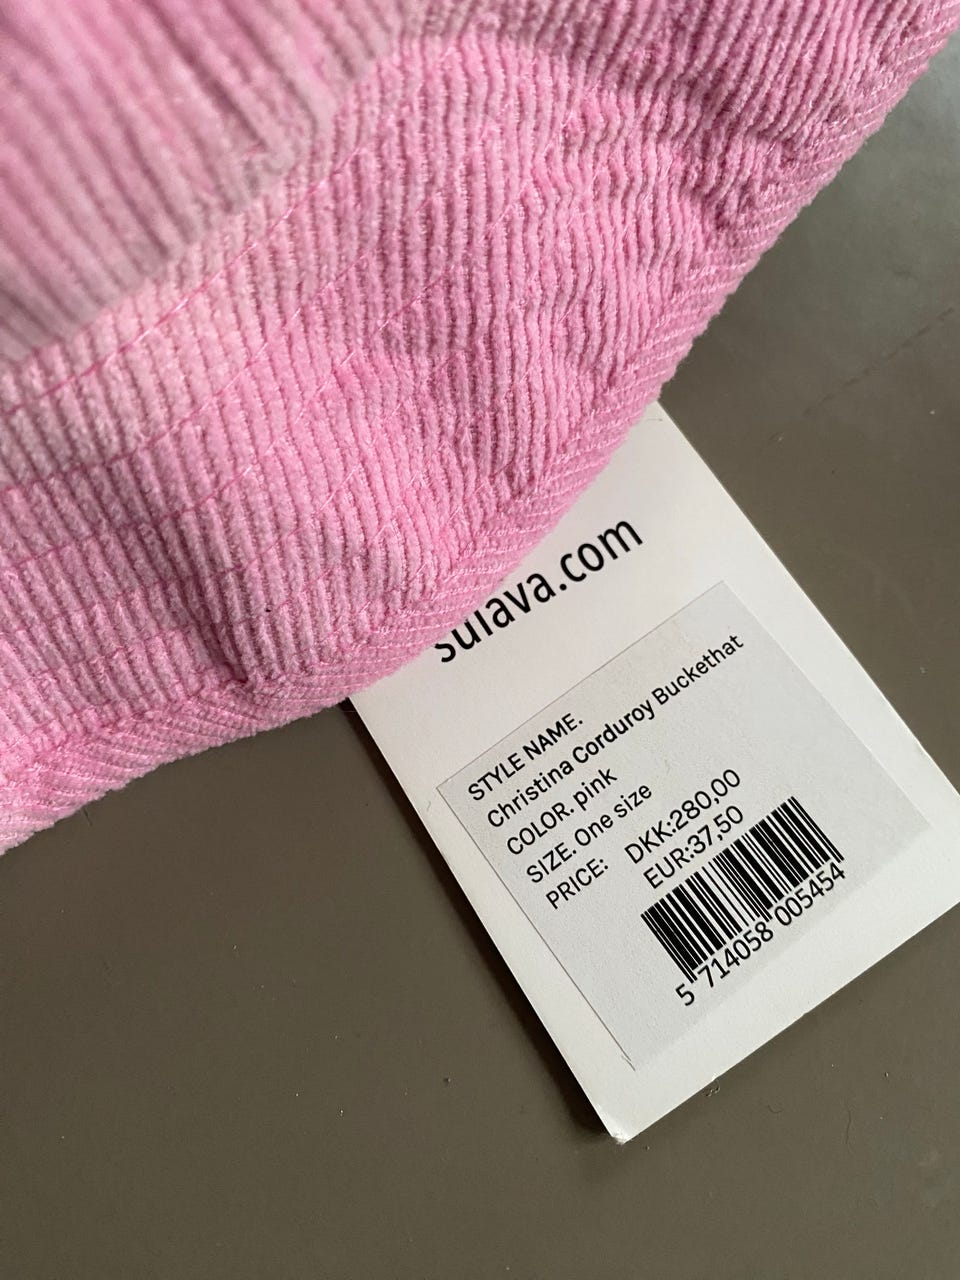 sulava.com
STYLE NAME.
Christina Corduroy Buckethat
COLOR. pink
SIZE. One size
PRICE: DKK:280,00
EUR:37,50
5 714058 005454